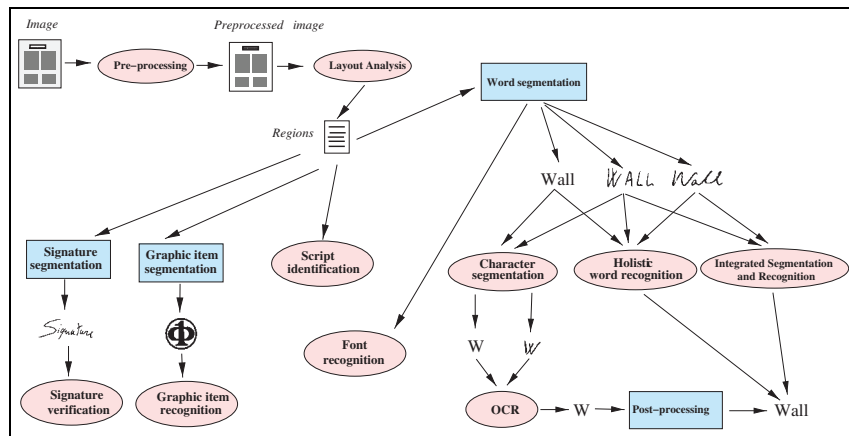 Image
Preprocessed image
Pre-processing
Layout Analysis
Word segmentation
Regions
Wall
WALL
Wall
Signature
segmentation
Graphic item
segmentation
Script
identification
Character
segmentation
Holistic
word recognition
Integrated Segmentation
and Recognition
Signature
Φ
W
W
Font
recognition
Signature
verification
Graphic item
recognition
OCR
W
Post-processing
Wall